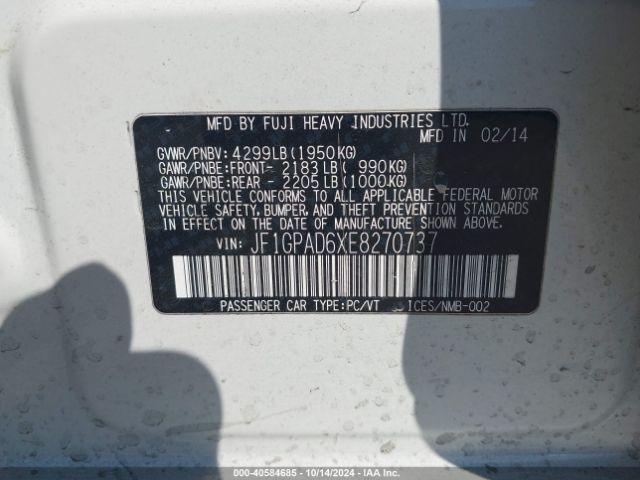 MFD BY FUJI HEAVY INDUSTRIES LTD.
MFD IN 02/14
GVWR/PNBV: 4299LB(1950KG)
GAWR/PNBE:FRONT- 2183LB( 990KG)
GAWR/PNBE:REAR - 2205LB(1000KG)
THIS VEHICLE CONFORMS TO ALL APPLICABLE FEDERAL MOTOR
VEHICLE SAFETY, BUMPER, AND THEFT PREVENTION STANDARDS
IN EFFECT ON THE DATE OF MANUFACTURE SHOWN ABOVE.
VIN: JF1GPAD6XE8270737
PASSENGER CAR TYPE:PC/VT ICES/NMB-002
000-40584685 - 10/14/2024 - IAA Inc.